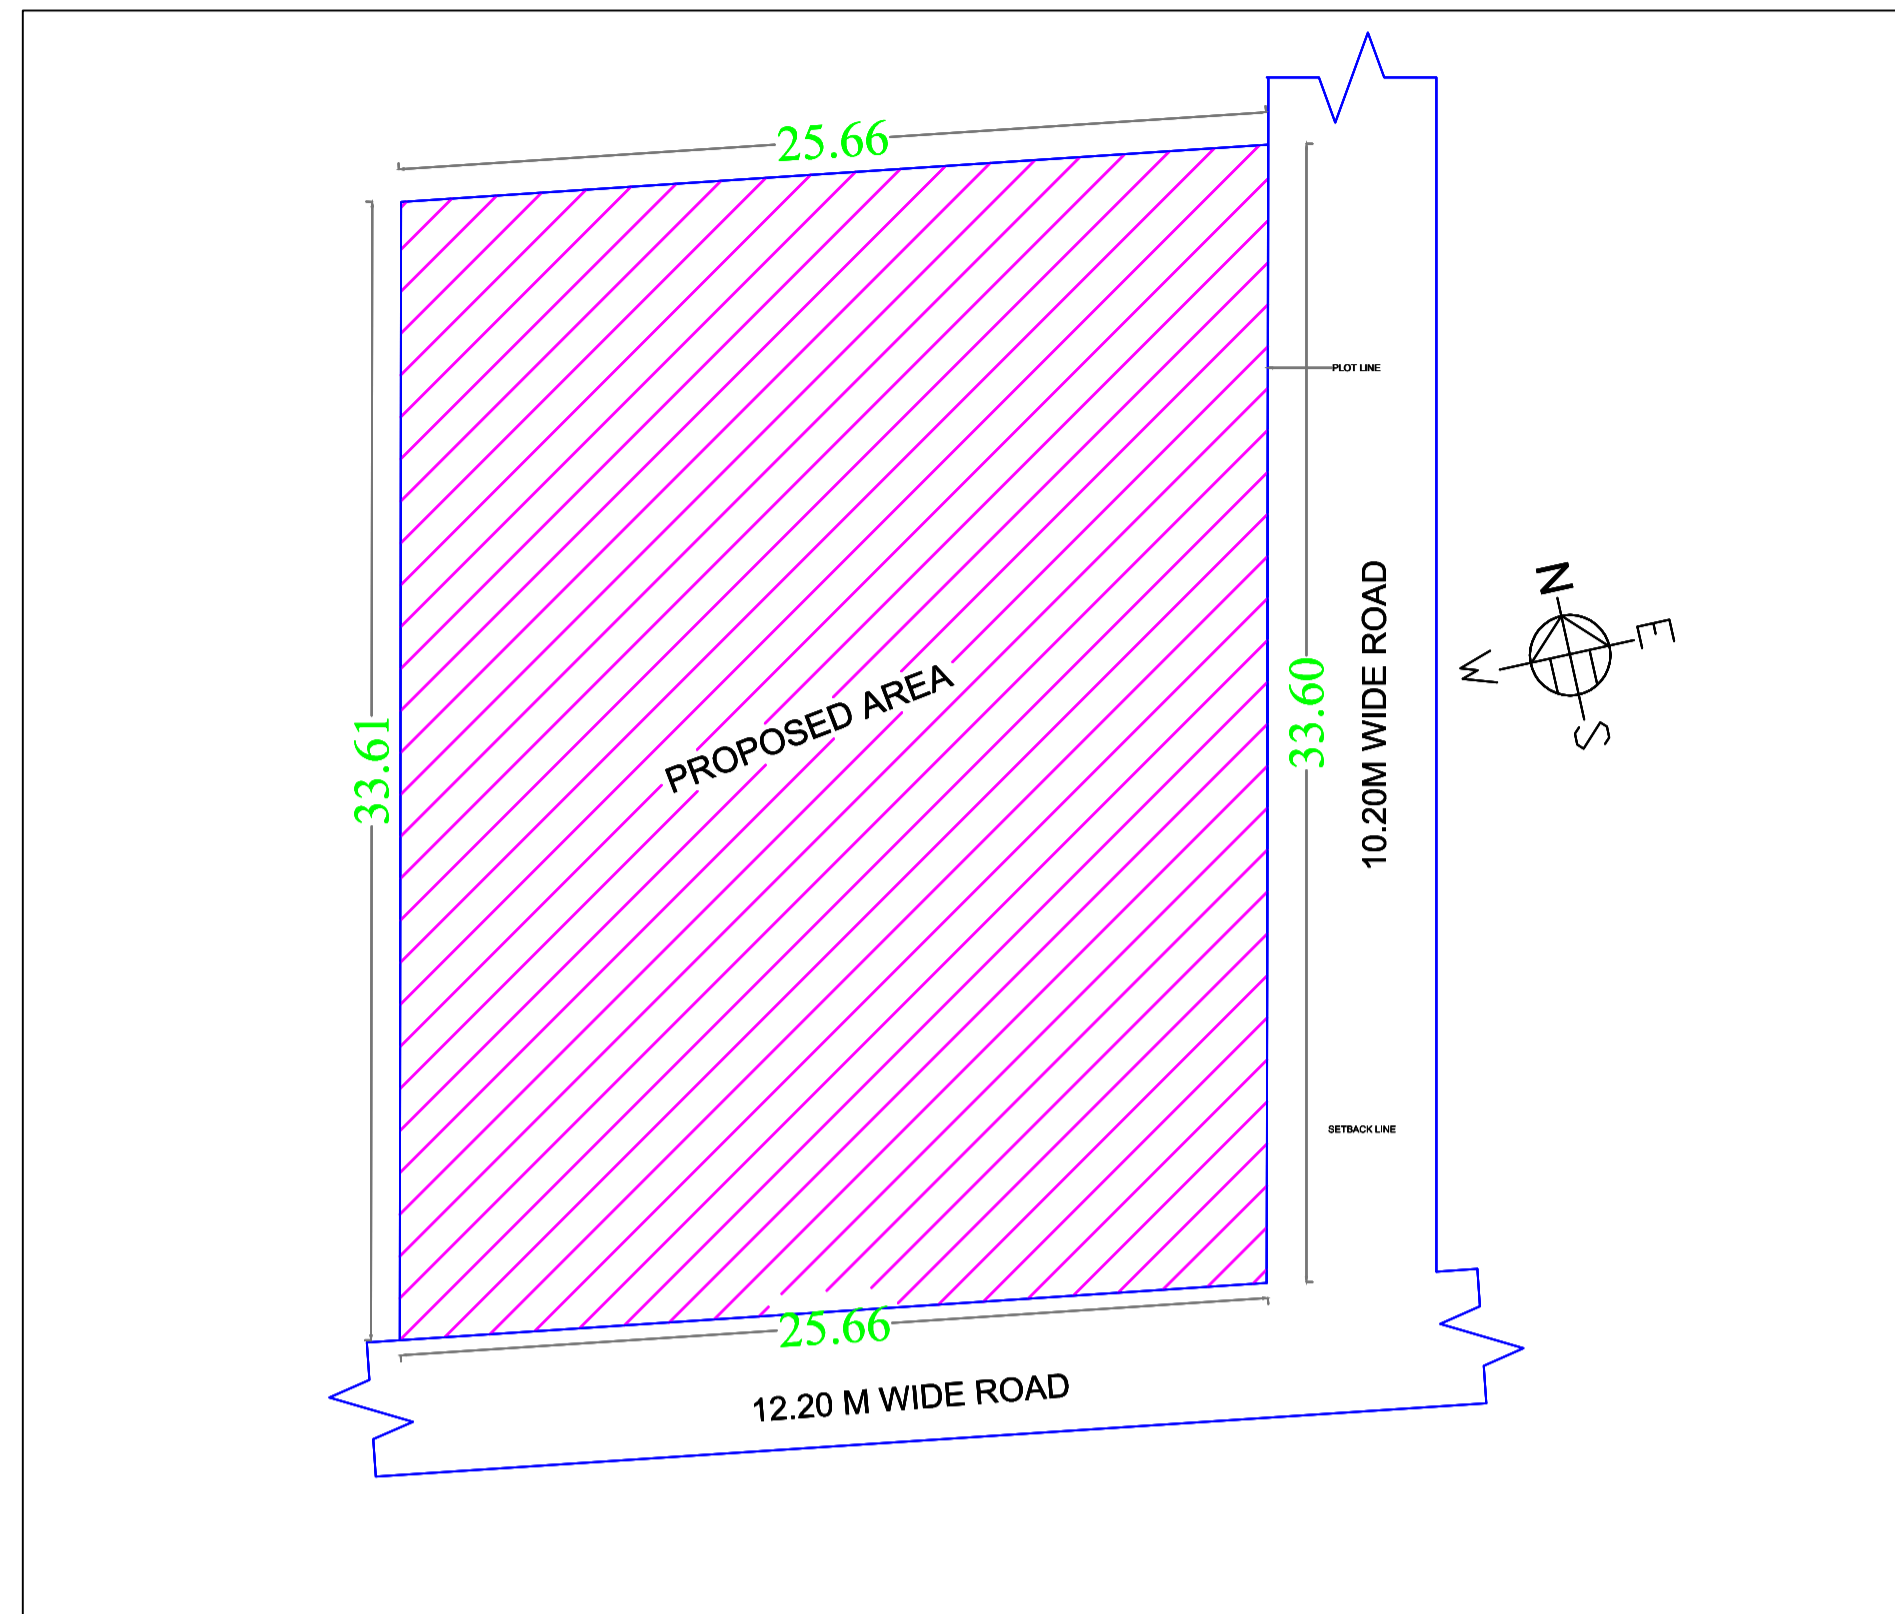 25.66
PLOT LINE
N
E
W
S
10.20M WIDE ROAD
33.60
33.61
PROPOSED AREA
SETBACK LINE
25.66
12.20 M WIDE ROAD